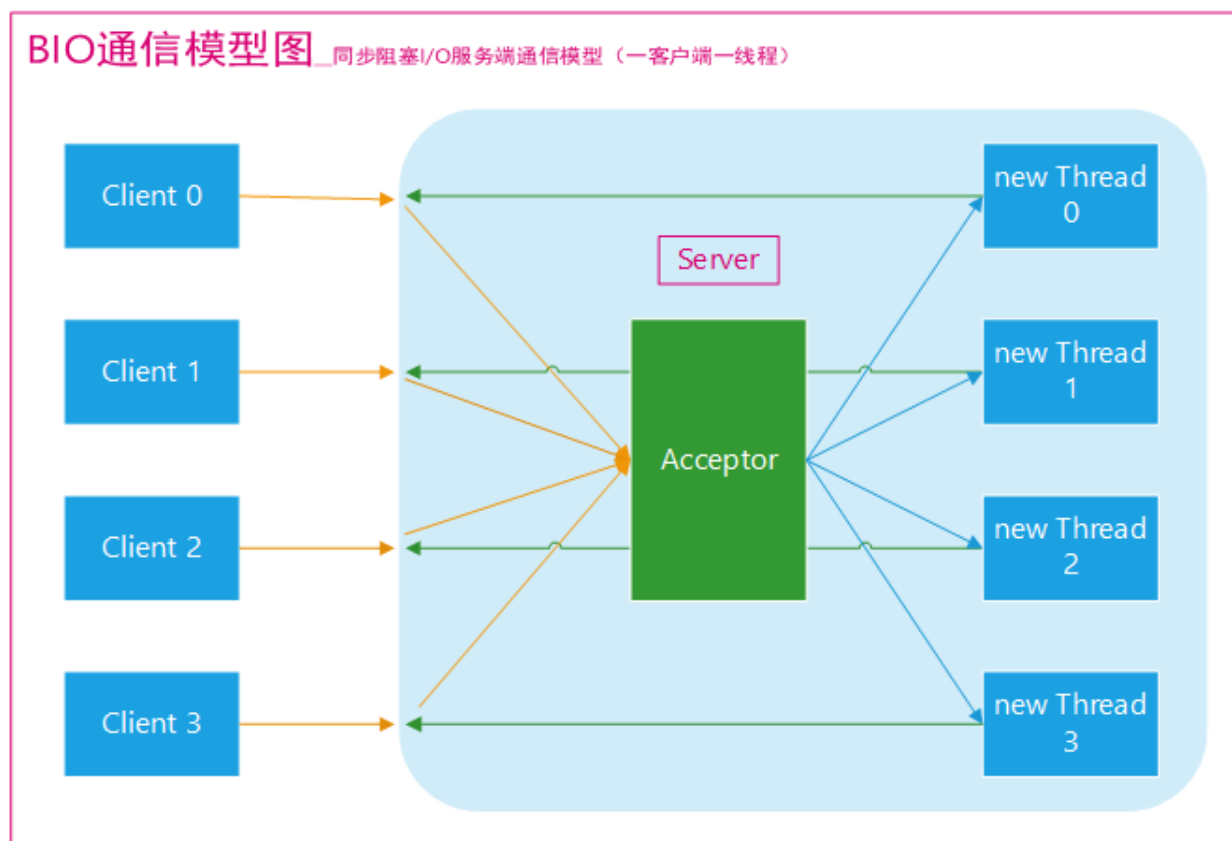 BIO通信模型图_同步阻塞I/O服务端通信模型（一客户端一线程）
Client 0
new Thread
0
Server
Client 1
new Thread
1
Acceptor
Client 2
new Thread
2
Client 3
new Thread
3